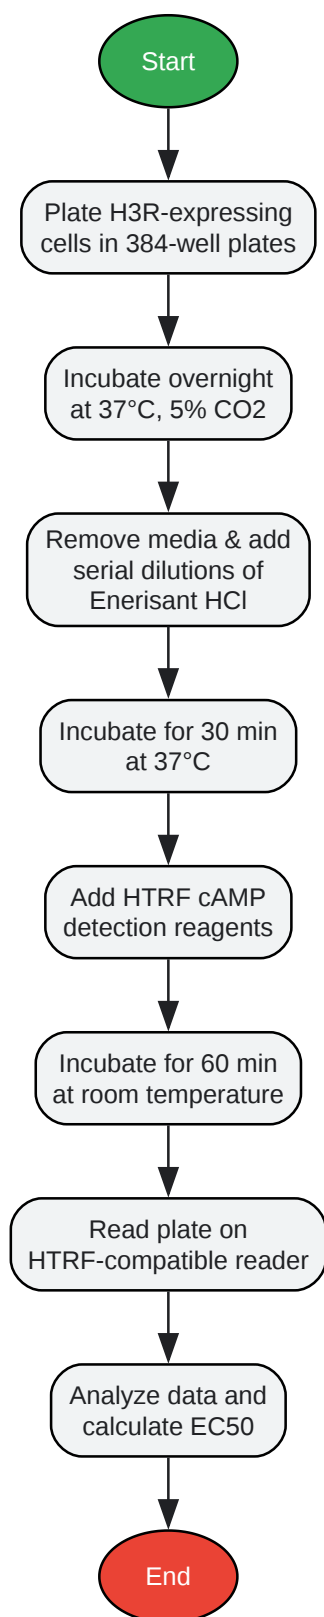 Start
Plate H3R-expressing
cells in 384-well plates
Incubate overnight
at 37°C, 5% CO2
Remove media & add
serial dilutions of
Enerisant HCl
Incubate for 30 min
at 37°C
Add HTRF cAMP
detection reagents
Incubate for 60 min
at room temperature
Read plate on
HTRF-compatible reader
Analyze data and
calculate EC50
End